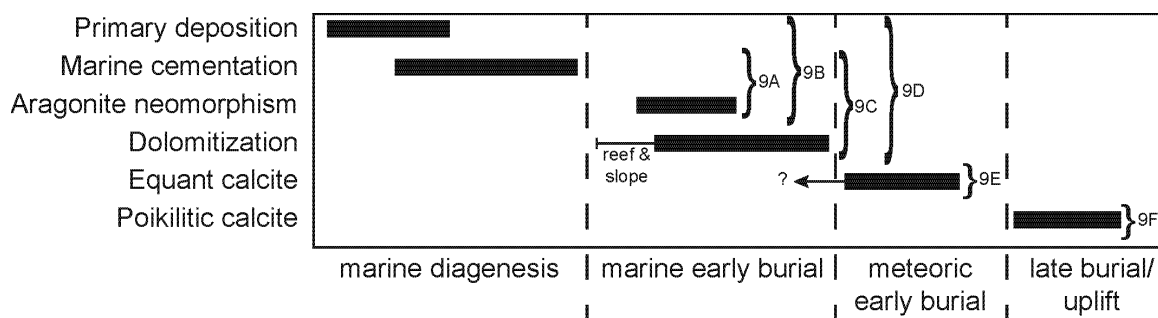 Primary deposition
Marine cementation
Aragonite neomorphism
Dolomitization
Equant calcite
Poikilitic calcite
9A
9B
9C
9D
reef &
slope
?
9E
9F
marine diagenesis
marine early burial
meteoric
early burial
late burial/
uplift